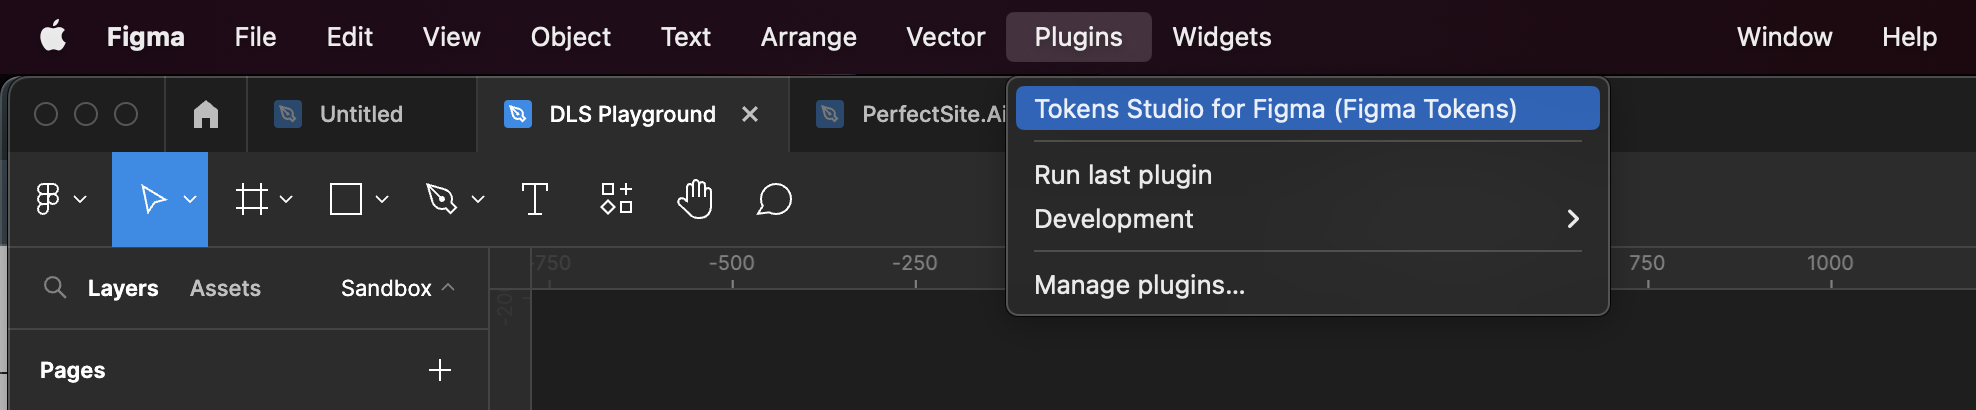 Figma File Edit View Object Text Arrange Vector Plugins Widgets Window Help
Untitled DLS Playground PerfectSite.Ai
Tokens Studio for Figma (Figma Tokens)
Run last plugin
Development
Manage plugins...
-750 -500 -250 750 1000
-20
Layers Assets Sandbox
Pages